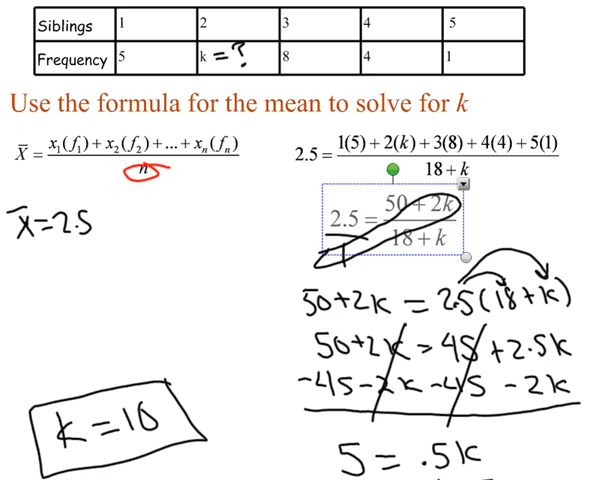 Siblings 1 2 3 4 5
Frequency 5 k = ? 8 4 1
Use the formula for the mean to solve for k
X̅ = x₁(f₁) + x₂(f₂) + ... + xₙ(fₙ) / n
2.5 = 1(5) + 2(k) + 3(8) + 4(4) + 5(1) / 18 + k
2.5 = 50 + 2k / 18 + k
1
x̅ = 2.5
50 + 2k = 2.5(18 + k)
50 + 2k = 45 + 2.5k
-45 - 2k - 45 - 2k
5 = .5k
k = 10